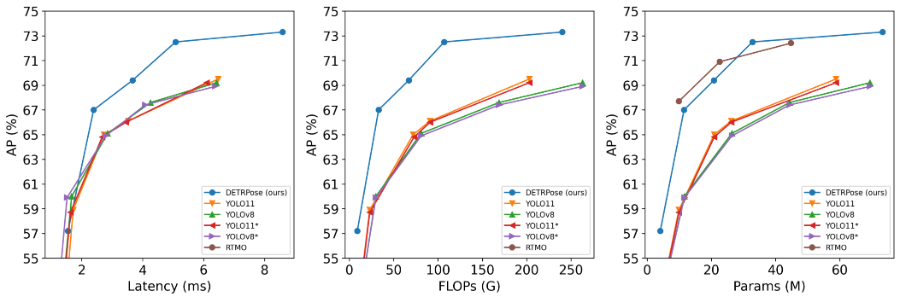 75
73
71
69
67
65
63
61
59
57
55
AP (%)
2
4
6
8
Latency (ms)
DETRPose (ours)
YOLO11
YOLOv8
YOLO11*
YOLOv8*
RTMO
75
73
71
69
67
65
63
61
59
57
55
AP (%)
0
50
100
150
200
250
FLOPs (G)
DETRPose (ours)
YOLO11
YOLOv8
YOLO11*
YOLOv8*
RTMO
75
73
71
69
67
65
63
61
59
57
55
AP (%)
0
20
40
60
Params (M)
DETRPose (ours)
YOLO11
YOLOv8
YOLO11*
YOLOv8*
RTMO